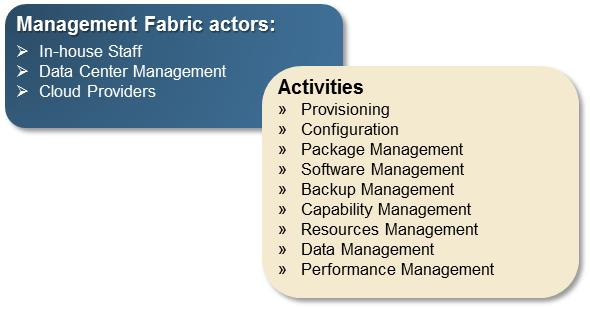 Management Fabric actors:
➢ In-house Staff
➢ Data Center Management
➢ Cloud Providers
Activities
» Provisioning
» Configuration
» Package Management
» Software Management
» Backup Management
» Capability Management
» Resources Management
» Data Management
» Performance Management